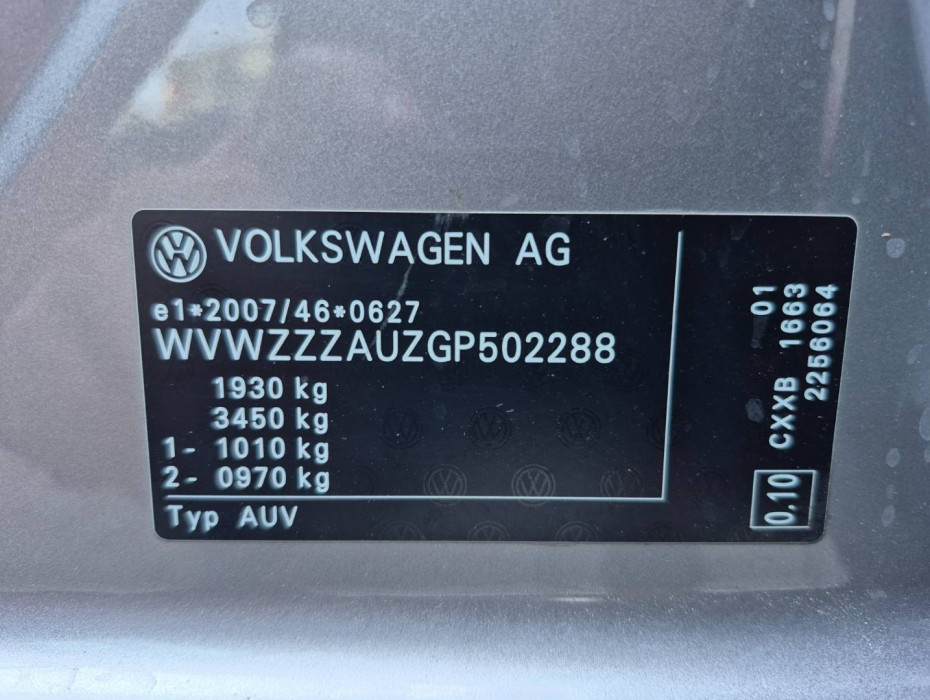 VOLKSWAGEN AG
e1*2007/46*0627
WVWZZZAUZGP502288
1930 kg
3450 kg
1- 1010 kg
2- 0970 kg
Typ AUV
01
CXXB 1663
2256064
0.10